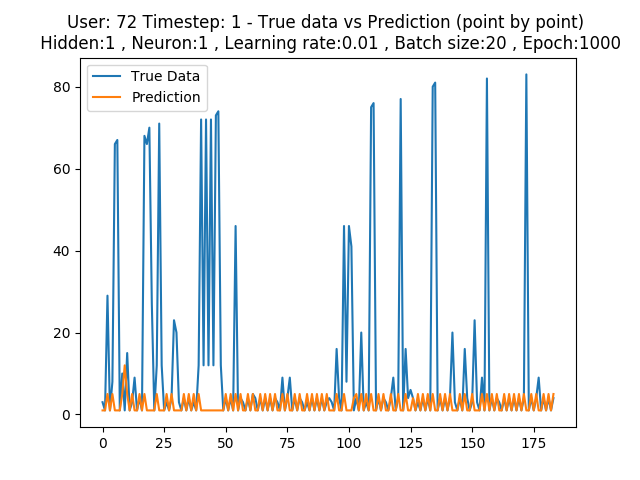 User: 72 Timestep: 1 - True data vs Prediction (point by point)
Hidden:1 , Neuron:1 , Learning rate:0.01 , Batch size:20 , Epoch:1000
True Data
Prediction
80
60
40
20
0
0 25 50 75 100 125 150 175